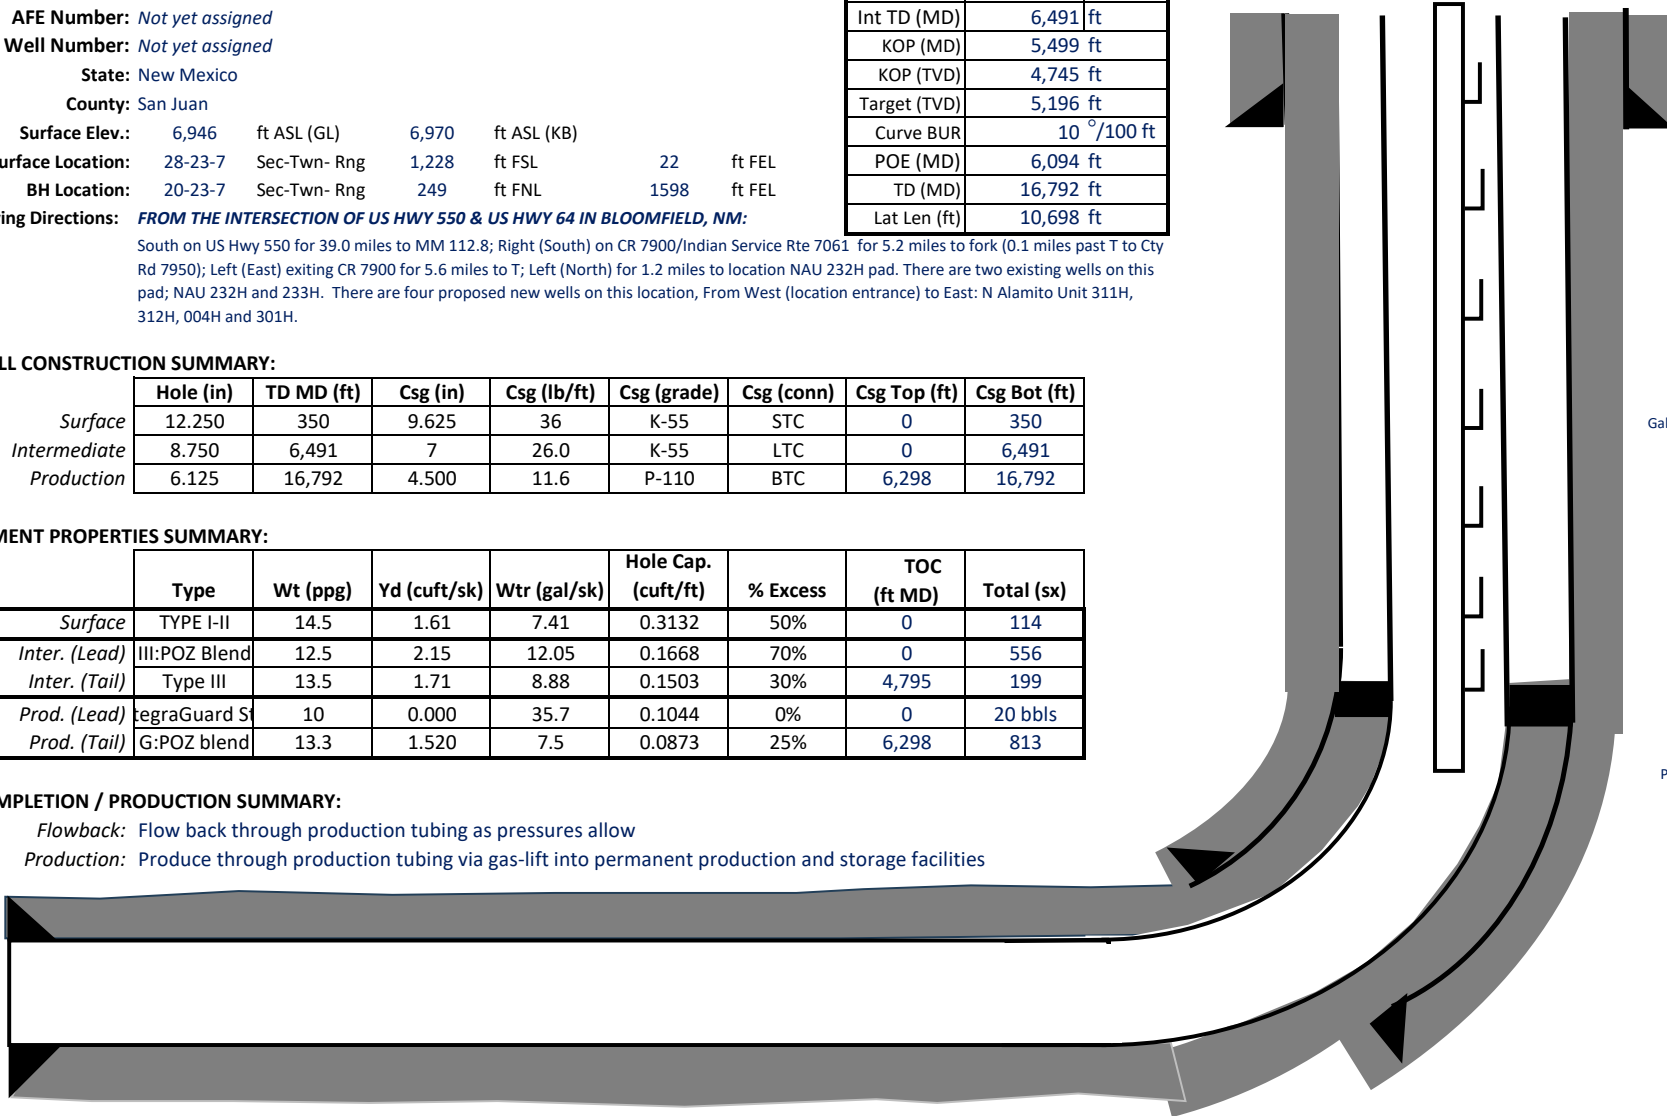 AFE Number: Not yet assigned Int TD (MD) 6,491 ft
Well Number: Not yet assigned KOP (MD) 5,499 ft
State: New Mexico KOP (TVD) 4,745 ft
County: San Juan Target (TVD) 5,196 ft
Surface Elev.: 6,946 ft ASL (GL) 6,970 ft ASL (KB) Curve BUR 10 °/100 ft
urface Location: 28-23-7 Sec-Twn- Rng 1,228 ft FSL 22 ft FEL POE (MD) 6,094 ft
BH Location: 20-23-7 Sec-Twn- Rng 249 ft FNL 1598 ft FEL TD (MD) 16,792 ft
ing Directions: FROM THE INTERSECTION OF US HWY 550 & US HWY 64 IN BLOOMFIELD, NM: Lat Len (ft) 10,698 ft
South on US Hwy 550 for 39.0 miles to MM 112.8; Right (South) on CR 7900/Indian Service Rte 7061 for 5.2 miles to fork (0.1 miles past T to Cty
Rd 7950); Left (East) exiting CR 7900 for 5.6 miles to T; Left (North) for 1.2 miles to location NAU 232H pad. There are two existing wells on this
pad; NAU 232H and 233H. There are four proposed new wells on this location, From West (location entrance) to East: N Alamito Unit 311H,
312H, 004H and 301H.
LL CONSTRUCTION SUMMARY:
Hole (in) TD MD (ft) Csg (in) Csg (lb/ft) Csg (grade) Csg (conn) Csg Top (ft) Csg Bot (ft)
Surface 12.250 350 9.625 36 K-55 STC 0 350
Intermediate 8.750 6,491 7 26.0 K-55 LTC 0 6,491
Production 6.125 16,792 4.500 11.6 P-110 BTC 6,298 16,792
Gal
MENT PROPERTIES SUMMARY:
Type Wt (ppg) Yd (cuft/sk) Wtr (gal/sk) Hole Cap. (cuft/ft) % Excess TOC (ft MD) Total (sx)
Surface TYPE I-II 14.5 1.61 7.41 0.3132 50% 0 114
Inter. (Lead) III:POZ Blend 12.5 2.15 12.05 0.1668 70% 0 556
Inter. (Tail) Type III 13.5 1.71 8.88 0.1503 30% 4,795 199
Prod. (Lead) tegraGuard St 10 0.000 35.7 0.1044 0% 0 20 bbls
Prod. (Tail) G:POZ blend 13.3 1.520 7.5 0.0873 25% 6,298 813
P
MPLETION / PRODUCTION SUMMARY:
Flowback: Flow back through production tubing as pressures allow
Production: Produce through production tubing via gas-lift into permanent production and storage facilities